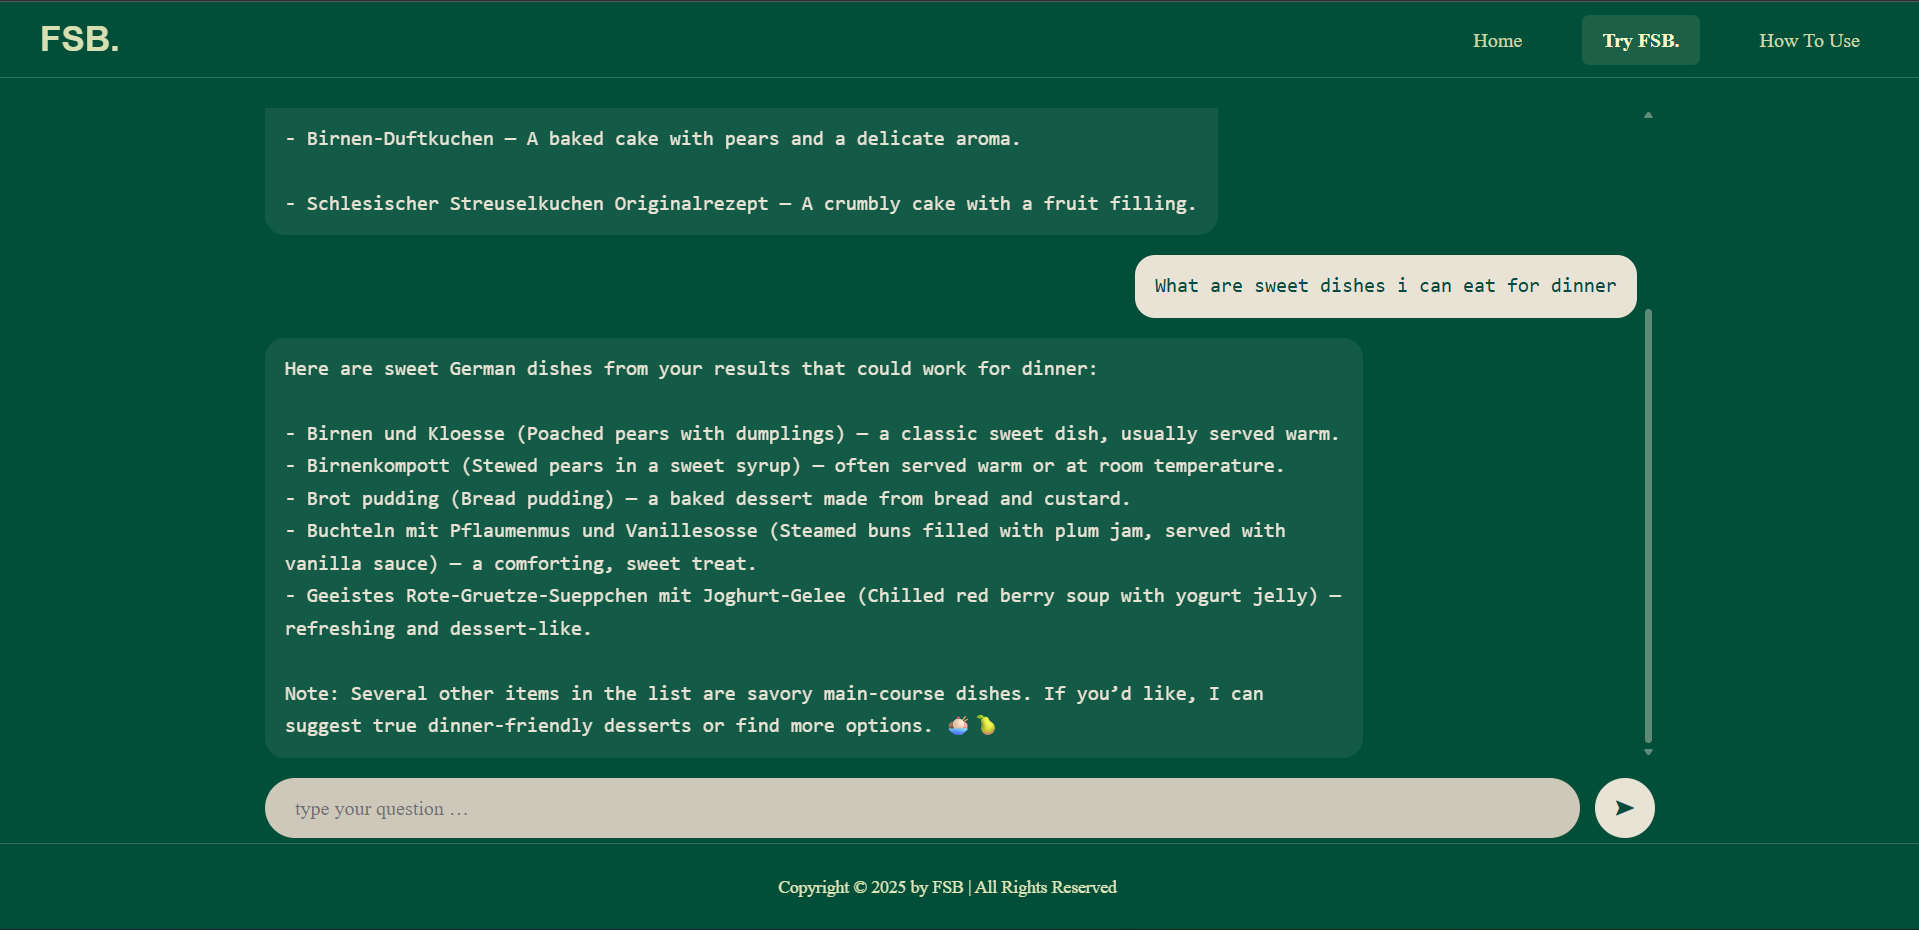 FSB.
Home
Try FSB.
How To Use
- Birnen-Duftkuchen — A baked cake with pears and a delicate aroma.
- Schlesischer Streuselkuchen Originalrezept — A crumbly cake with a fruit filling.
What are sweet dishes i can eat for dinner
Here are sweet German dishes from your results that could work for dinner:
- Birnen und Kloesse (Poached pears with dumplings) — a classic sweet dish, usually served warm.
- Birnenkompott (Stewed pears in a sweet syrup) — often served warm or at room temperature.
- Brot pudding (Bread pudding) — a baked dessert made from bread and custard.
- Buchteln mit Pflaumenmus und Vanillesosse (Steamed buns filled with plum jam, served with
vanilla sauce) — a comforting, sweet treat.
- Geeistes Rote-Gruetze-Sueppchen mit Joghurt-Gelee (Chilled red berry soup with yogurt jelly) —
refreshing and dessert-like.
Note: Several other items in the list are savory main-course dishes. If you’d like, I can
suggest true dinner-friendly desserts or find more options. 🍧🍐
type your question ...
Copyright © 2025 by FSB | All Rights Reserved